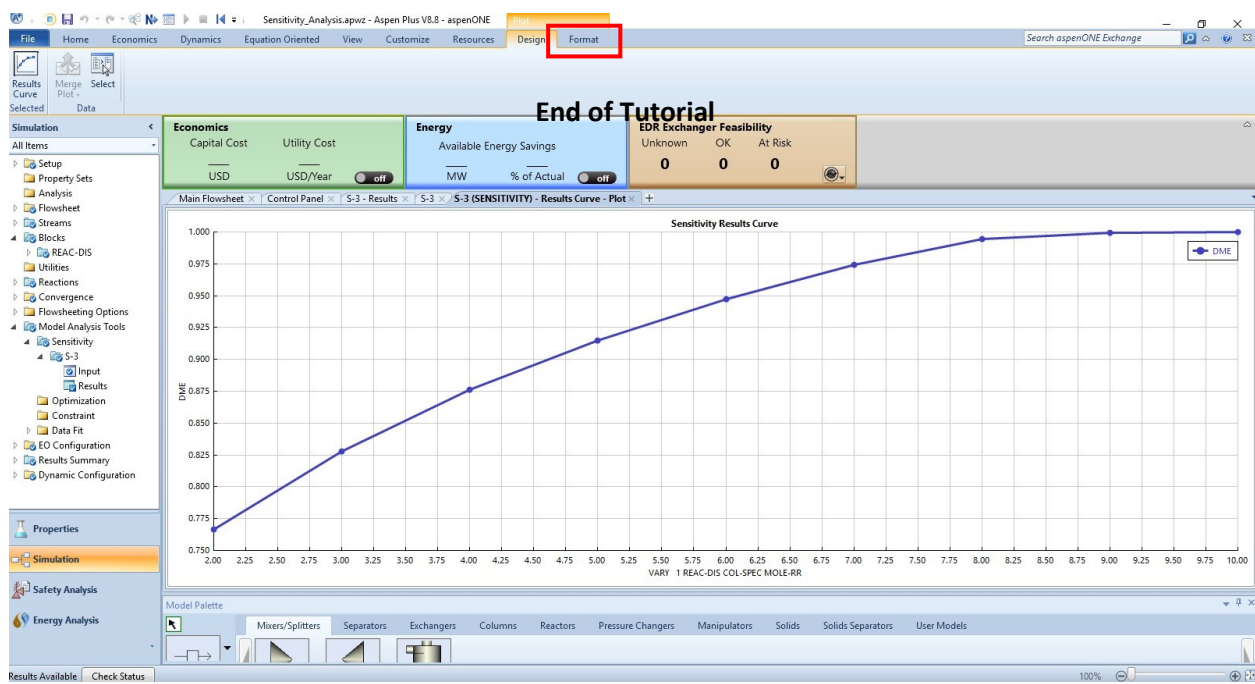 Sensitivity_Analysis.apwz - Aspen Plus V8.8 - aspenONE
Plot
File Home Economics Dynamics Equation Oriented View Customize Resources Design Format
Search aspenONE Exchange
Results Curve
Merge Plot
Select
Selected
Data
End of Tutorial
Simulation
All Items
Setup
Property Sets
Analysis
Flowsheet
Streams
Blocks
REAC-DIS
Utilities
Reactions
Convergence
Flowsheeting Options
Model Analysis Tools
Sensitivity
S-3
Input
Results
Optimization
Constraint
Data Fit
EO Configuration
Results Summary
Dynamic Configuration
Properties
Simulation
Safety Analysis
Energy Analysis
Economics
Capital Cost Utility Cost
USD USD/Year off
Energy
Available Energy Savings
MW % of Actual off
EDR Exchanger Feasibility
Unknown OK At Risk
0 0 0
Main Flowsheet Control Panel S-3 - Results S-3 S-3 (SENSITIVITY) - Results Curve - Plot +
Sensitivity Results Curve
DME
DME
1.000
0.975
0.950
0.925
0.900
0.875
0.850
0.825
0.800
0.775
0.750
2.00 2.25 2.50 2.75 3.00 3.25 3.50 3.75 4.00 4.25 4.50 4.75 5.00 5.25 5.50 5.75 6.00 6.25 6.50 6.75 7.00 7.25 7.50 7.75 8.00 8.25 8.50 8.75 9.00 9.25 9.50 9.75 10.00
VARY 1 REAC-DIS COL-SPEC MOLE-RR
Model Palette
Mixers/Splitters Separators Exchangers Columns Reactors Pressure Changers Manipulators Solids Solids Separators User Models
Results Available Check Status
100%